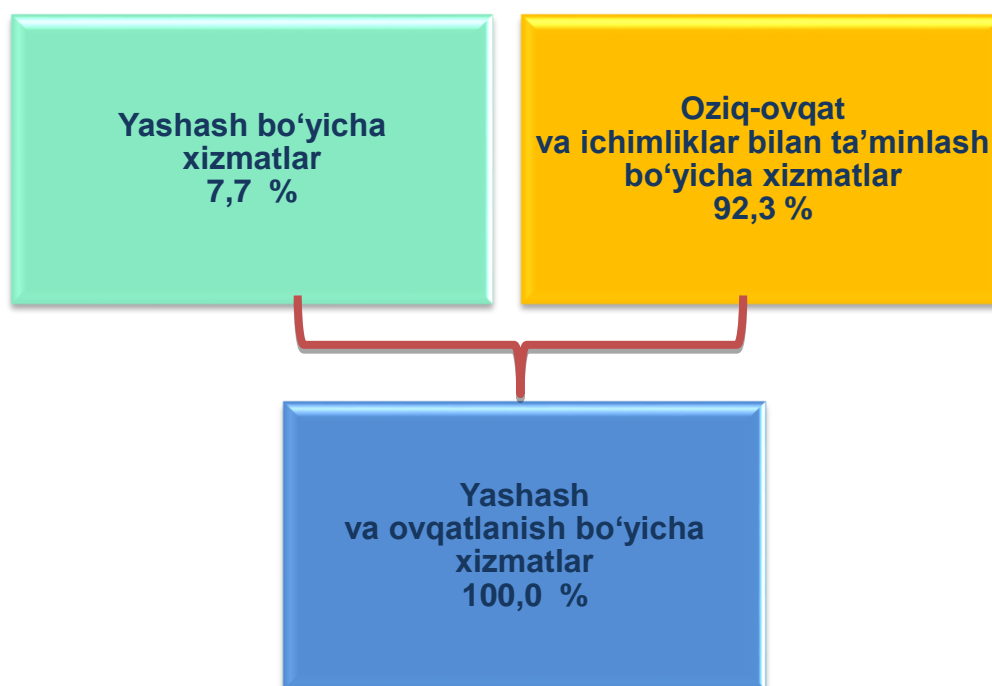 Yashash bo‘yicha
xizmatlar
7,7 %
Oziq-ovqat
va ichimliklar bilan ta’minlash
bo‘yicha xizmatlar
92,3 %
Yashash
va ovqatlanish bo‘yicha
xizmatlar
100,0 %